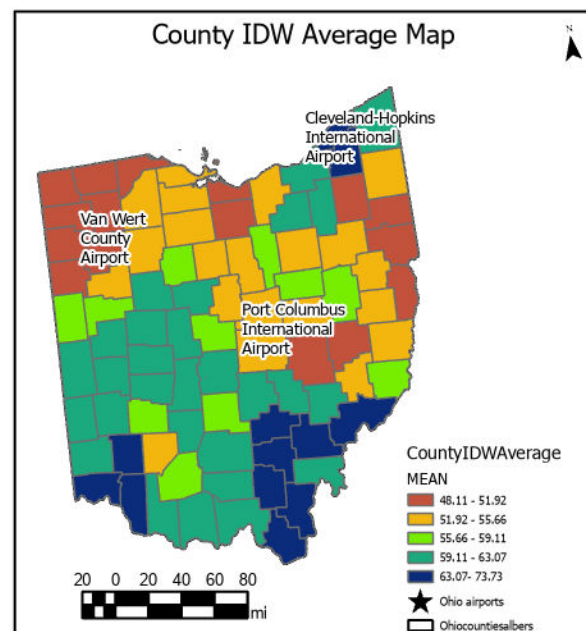 County IDW Average Map
N
Cleveland-Hopkins
International
Airport
Van Wert
County
Airport
Port Columbus
International
Airport
CountyIDWAverage
MEAN
48.11 - 51.92
51.92 - 55.66
55.66 - 59.11
59.11 - 63.07
63.07- 73.73
Ohio airports
Ohiocountiesalbers
20 0 20 40 60 80
mi